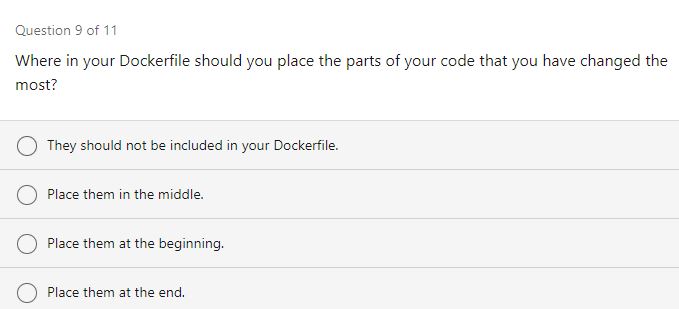 Question 9 of 11
Where in your Dockerfile should you place the parts of your code that you have changed the
most?
They should not be included in your Dockerfile.
Place them in the middle.
Place them at the beginning.
Place them at the end.